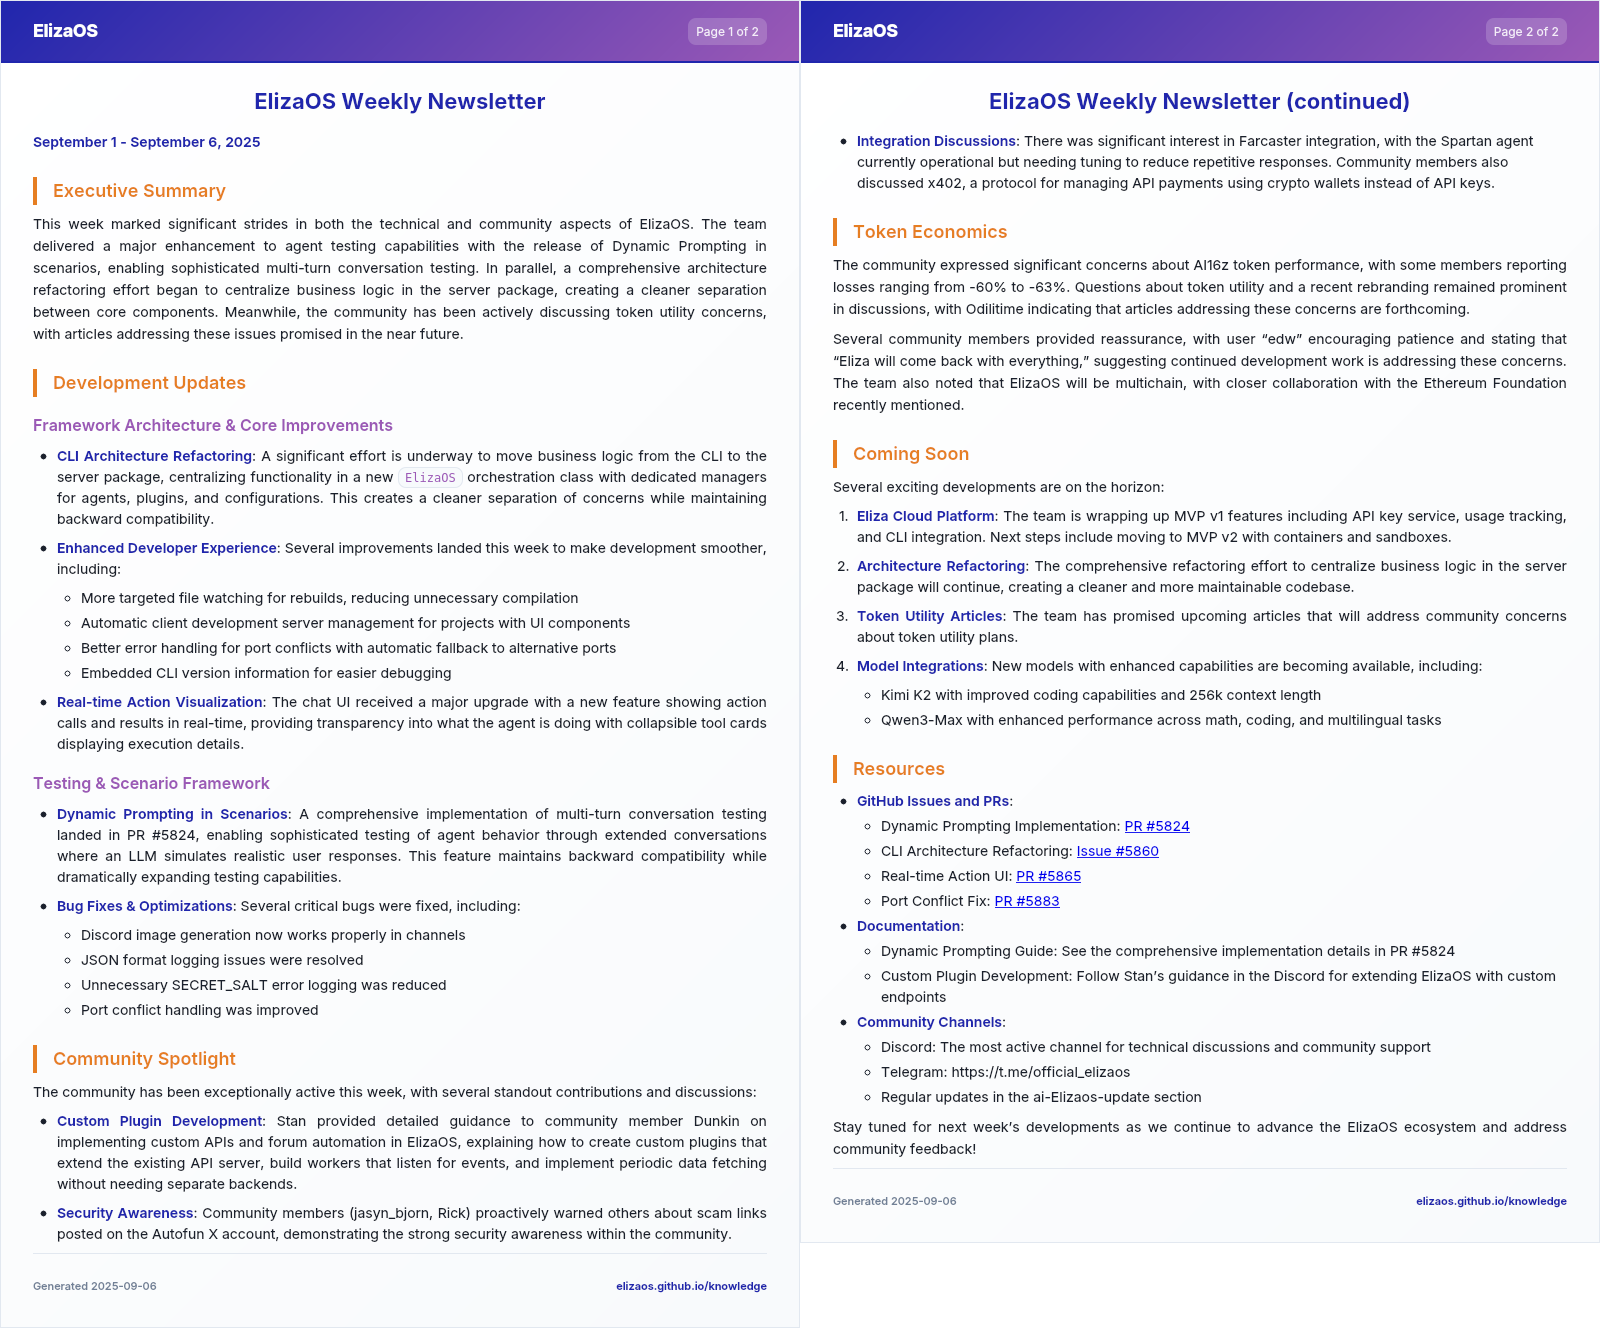 ElizaOS
Page 1 of 2
ElizaOS Weekly Newsletter
September 1 - September 6, 2025
Executive Summary
This week marked significant strides in both the technical and community aspects of ElizaOS. The team
delivered a major enhancement to agent testing capabilities with the release of Dynamic Prompting in
scenarios, enabling sophisticated multi-turn conversation testing. In parallel, a comprehensive architecture
refactoring effort began to centralize business logic in the server package, creating a cleaner separation
between core components. Meanwhile, the community has been actively discussing token utility concerns,
with articles addressing these issues promised in the near future.
Development Updates
Framework Architecture & Core Improvements
• CLI Architecture Refactoring: A significant effort is underway to move business logic from the CLI to the
server package, centralizing functionality in a new ElizaOS orchestration class with dedicated managers
for agents, plugins, and configurations. This creates a cleaner separation of concerns while maintaining
backward compatibility.
• Enhanced Developer Experience: Several improvements landed this week to make development smoother,
including:
◦ More targeted file watching for rebuilds, reducing unnecessary compilation
◦ Automatic client development server management for projects with UI components
◦ Better error handling for port conflicts with automatic fallback to alternative ports
◦ Embedded CLI version information for easier debugging
• Real-time Action Visualization: The chat UI received a major upgrade with a new feature showing action
calls and results in real-time, providing transparency into what the agent is doing with collapsible tool cards
displaying execution details.
Testing & Scenario Framework
• Dynamic Prompting in Scenarios: A comprehensive implementation of multi-turn conversation testing
landed in PR #5824, enabling sophisticated testing of agent behavior through extended conversations
where an LLM simulates realistic user responses. This feature maintains backward compatibility while
dramatically expanding testing capabilities.
• Bug Fixes & Optimizations: Several critical bugs were fixed, including:
◦ Discord image generation now works properly in channels
◦ JSON format logging issues were resolved
◦ Unnecessary SECRET_SALT error logging was reduced
◦ Port conflict handling was improved
Community Spotlight
The community has been exceptionally active this week, with several standout contributions and discussions:
• Custom Plugin Development: Stan provided detailed guidance to community member Dunkin on
implementing custom APIs and forum automation in ElizaOS, explaining how to create custom plugins that
extend the existing API server, build workers that listen for events, and implement periodic data fetching
without needing separate backends.
• Security Awareness: Community members (jasyn_bjorn, Rick) proactively warned others about scam links
posted on the Autofun X account, demonstrating the strong security awareness within the community.
Generated 2025-09-06
elizaos.github.io/knowledge
ElizaOS
Page 2 of 2
ElizaOS Weekly Newsletter (continued)
• Integration Discussions: There was significant interest in Farcaster integration, with the Spartan agent
currently operational but needing tuning to reduce repetitive responses. Community members also
discussed x402, a protocol for managing API payments using crypto wallets instead of API keys.
Token Economics
The community expressed significant concerns about AI16z token performance, with some members reporting
losses ranging from -60% to -63%. Questions about token utility and a recent rebranding remained prominent
in discussions, with Odilitime indicating that articles addressing these concerns are forthcoming.
Several community members provided reassurance, with user “edw” encouraging patience and stating that
“Eliza will come back with everything,” suggesting continued development work is addressing these concerns.
The team also noted that ElizaOS will be multichain, with closer collaboration with the Ethereum Foundation
recently mentioned.
Coming Soon
Several exciting developments are on the horizon:
1. Eliza Cloud Platform: The team is wrapping up MVP v1 features including API key service, usage tracking,
and CLI integration. Next steps include moving to MVP v2 with containers and sandboxes.
2. Architecture Refactoring: The comprehensive refactoring effort to centralize business logic in the server
package will continue, creating a cleaner and more maintainable codebase.
3. Token Utility Articles: The team has promised upcoming articles that will address community concerns
about token utility plans.
4. Model Integrations: New models with enhanced capabilities are becoming available, including:
◦ Kimi K2 with improved coding capabilities and 256k context length
◦ Qwen3-Max with enhanced performance across math, coding, and multilingual tasks
Resources
• GitHub Issues and PRs:
◦ Dynamic Prompting Implementation: PR #5824
◦ CLI Architecture Refactoring: Issue #5860
◦ Real-time Action UI: PR #5865
◦ Port Conflict Fix: PR #5883
• Documentation:
◦ Dynamic Prompting Guide: See the comprehensive implementation details in PR #5824
◦ Custom Plugin Development: Follow Stan’s guidance in the Discord for extending ElizaOS with custom
endpoints
• Community Channels:
◦ Discord: The most active channel for technical discussions and community support
◦ Telegram: https://t.me/official_elizaos
◦ Regular updates in the ai-Elizaos-update section
Stay tuned for next week’s developments as we continue to advance the ElizaOS ecosystem and address
community feedback!
Generated 2025-09-06
elizaos.github.io/knowledge